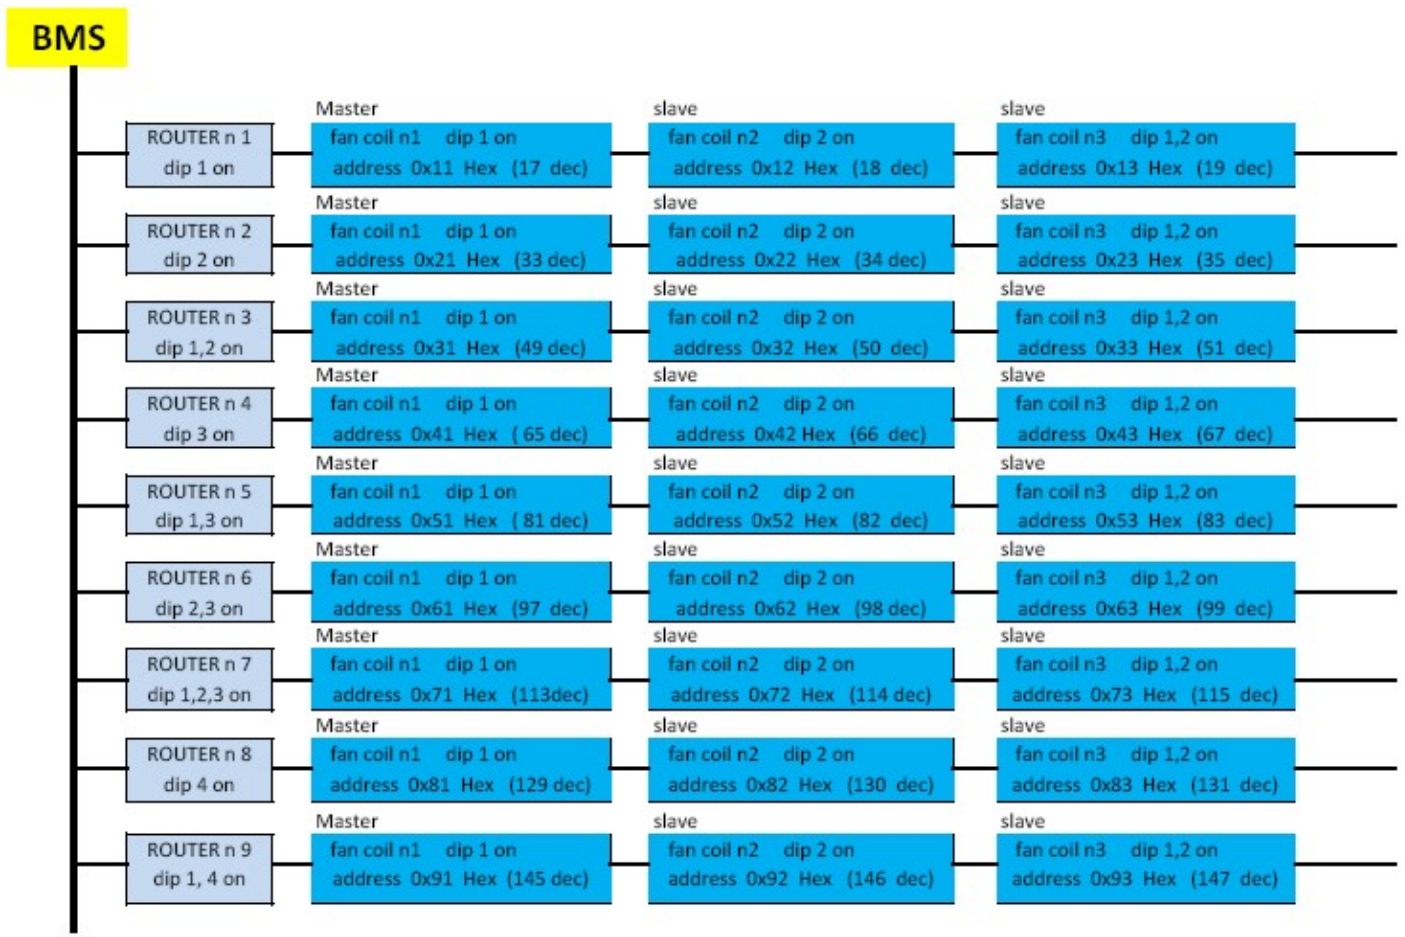 BMS
Master slave slave
ROUTER n 1 fan coil n1 dip 1 on fan coil n2 dip 2 on fan coil n3 dip 1,2 on
dip 1 on address 0x11 Hex (17 dec) address 0x12 Hex (18 dec) address 0x13 Hex (19 dec)
Master slave slave
ROUTER n 2 fan coil n1 dip 1 on fan coil n2 dip 2 on fan coil n3 dip 1,2 on
dip 2 on address 0x21 Hex (33 dec) address 0x22 Hex (34 dec) address 0x23 Hex (35 dec)
Master slave slave
ROUTER n 3 fan coil n1 dip 1 on fan coil n2 dip 2 on fan coil n3 dip 1,2 on
dip 1,2 on address 0x31 Hex (49 dec) address 0x32 Hex (50 dec) address 0x33 Hex (51 dec)
Master slave slave
ROUTER n 4 fan coil n1 dip 1 on fan coil n2 dip 2 on fan coil n3 dip 1,2 on
dip 3 on address 0x41 Hex ( 65 dec) address 0x42 Hex (66 dec) address 0x43 Hex (67 dec)
Master slave slave
ROUTER n 5 fan coil n1 dip 1 on fan coil n2 dip 2 on fan coil n3 dip 1,2 on
dip 1,3 on address 0x51 Hex ( 81 dec) address 0x52 Hex (82 dec) address 0x53 Hex (83 dec)
Master slave slave
ROUTER n 6 fan coil n1 dip 1 on fan coil n2 dip 2 on fan coil n3 dip 1,2 on
dip 2,3 on address 0x61 Hex (97 dec) address 0x62 Hex (98 dec) address 0x63 Hex (99 dec)
Master slave slave
ROUTER n 7 fan coil n1 dip 1 on fan coil n2 dip 2 on fan coil n3 dip 1,2 on
dip 1,2,3 on address 0x71 Hex (113dec) address 0x72 Hex (114 dec) address 0x73 Hex (115 dec)
Master slave slave
ROUTER n 8 fan coil n1 dip 1 on fan coil n2 dip 2 on fan coil n3 dip 1,2 on
dip 4 on address 0x81 Hex (129 dec) address 0x82 Hex (130 dec) address 0x83 Hex (131 dec)
Master slave slave
ROUTER n 9 fan coil n1 dip 1 on fan coil n2 dip 2 on fan coil n3 dip 1,2 on
dip 1, 4 on address 0x91 Hex (145 dec) address 0x92 Hex (146 dec) address 0x93 Hex (147 dec)